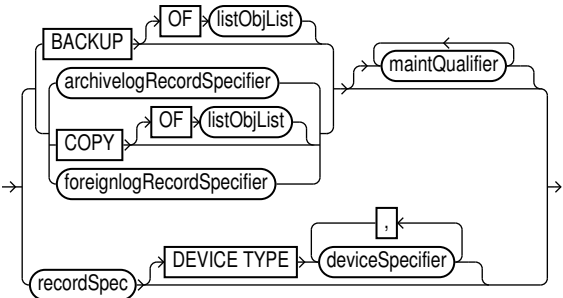 OF listObjList
BACKUP
maintQualifier
archivelogRecordSpecifier
OF listObjList
COPY
foreignlogRecordSpecifier
,
DEVICE TYPE deviceSpecifier
recordSpec